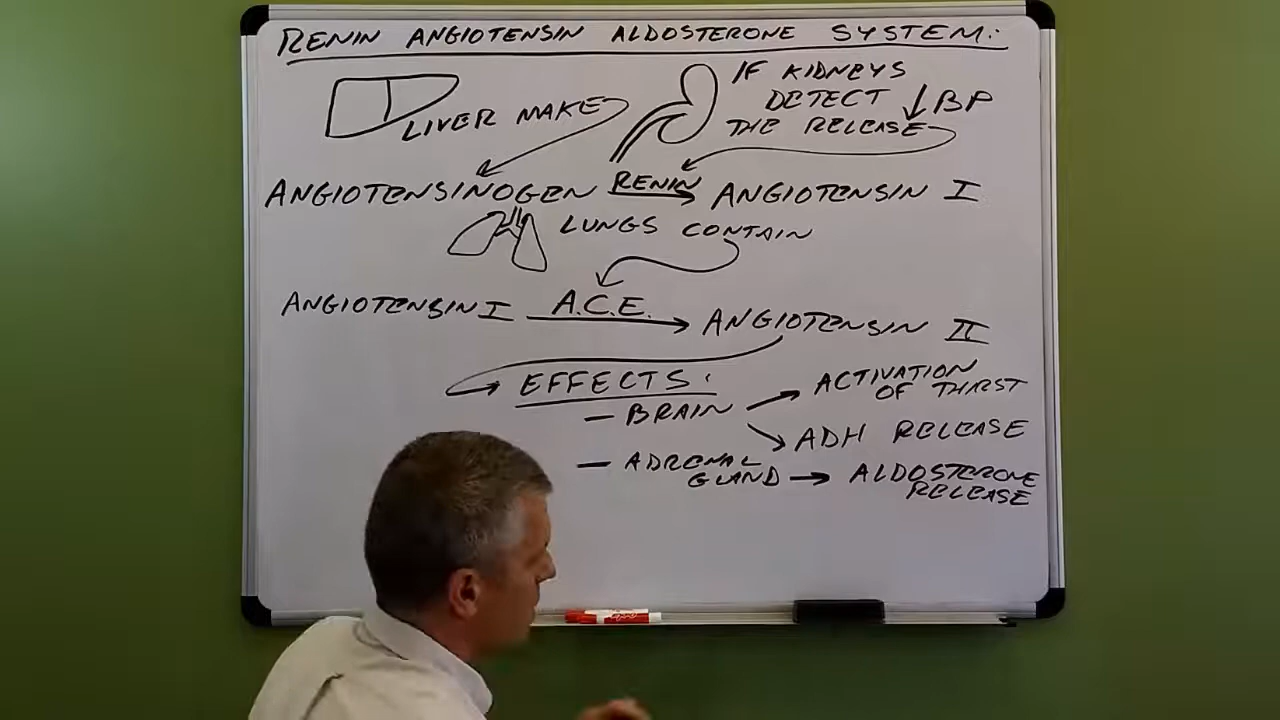 RENIN ANGIOTENSIN ALDOSTERONE SYSTEM:
IF KIDNEYS
DETECT ↓BP
THE RELEASE
LIVER MAKE
ANGIOTENSINOGEN RENIN → ANGIOTENSIN I
LUNGS CONTAIN
ANGIOTENSIN I A.C.E. → ANGIOTENSIN II
→ EFFECTS:
– BRAIN → ACTIVATION
OF THIRST
↘ ADH RELEASE
– ADRENAL
GLAND → ALDOSTERONE
RELEASE